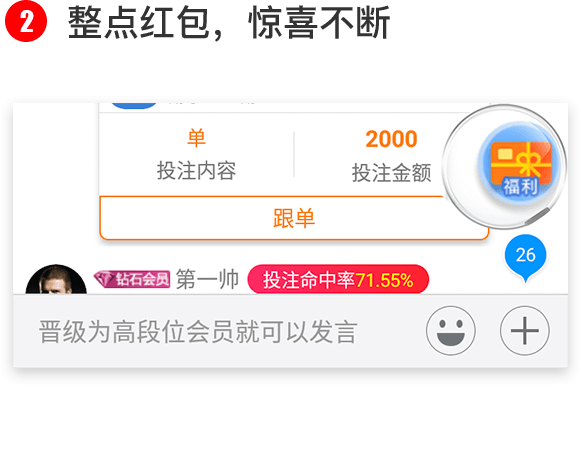 2 整点红包，惊喜不断
单 2000
投注内容 投注金额
福利
跟单
26
钻石会员 第一帅 投注命中率71.55%
晋级为高段位会员就可以发言